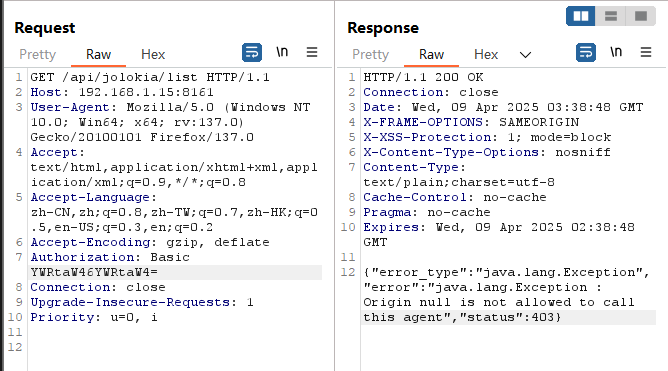 Request
Pretty Raw Hex \n
1 GET /api/jolokia/list HTTP/1.1
2 Host: 192.168.1.15:8161
3 User-Agent: Mozilla/5.0 (Windows NT
10.0; Win64; x64; rv:137.0)
Gecko/20100101 Firefox/137.0
4 Accept:
text/html,application/xhtml+xml,appl
ication/xml;q=0.9,*/*;q=0.8
5 Accept-Language:
zh-CN,zh;q=0.8,zh-TW;q=0.7,zh-HK;q=0
.5,en-US;q=0.3,en;q=0.2
6 Accept-Encoding: gzip, deflate
7 Authorization: Basic
YWRtaW46YWRtaW4=
8 Connection: close
9 Upgrade-Insecure-Requests: 1
10 Priority: u=0, i
11
12
Response
Pretty Raw Hex \n
1 HTTP/1.1 200 OK
2 Connection: close
3 Date: Wed, 09 Apr 2025 03:38:48 GMT
4 X-FRAME-OPTIONS: SAMEORIGIN
5 X-XSS-Protection: 1; mode=block
6 X-Content-Type-Options: nosniff
7 Content-Type:
text/plain;charset=utf-8
8 Cache-Control: no-cache
9 Pragma: no-cache
10 Expires: Wed, 09 Apr 2025 02:38:48
GMT
11
12 {"error_type":"java.lang.Exception",
"error":"java.lang.Exception :
Origin null is not allowed to call
this agent","status":403}